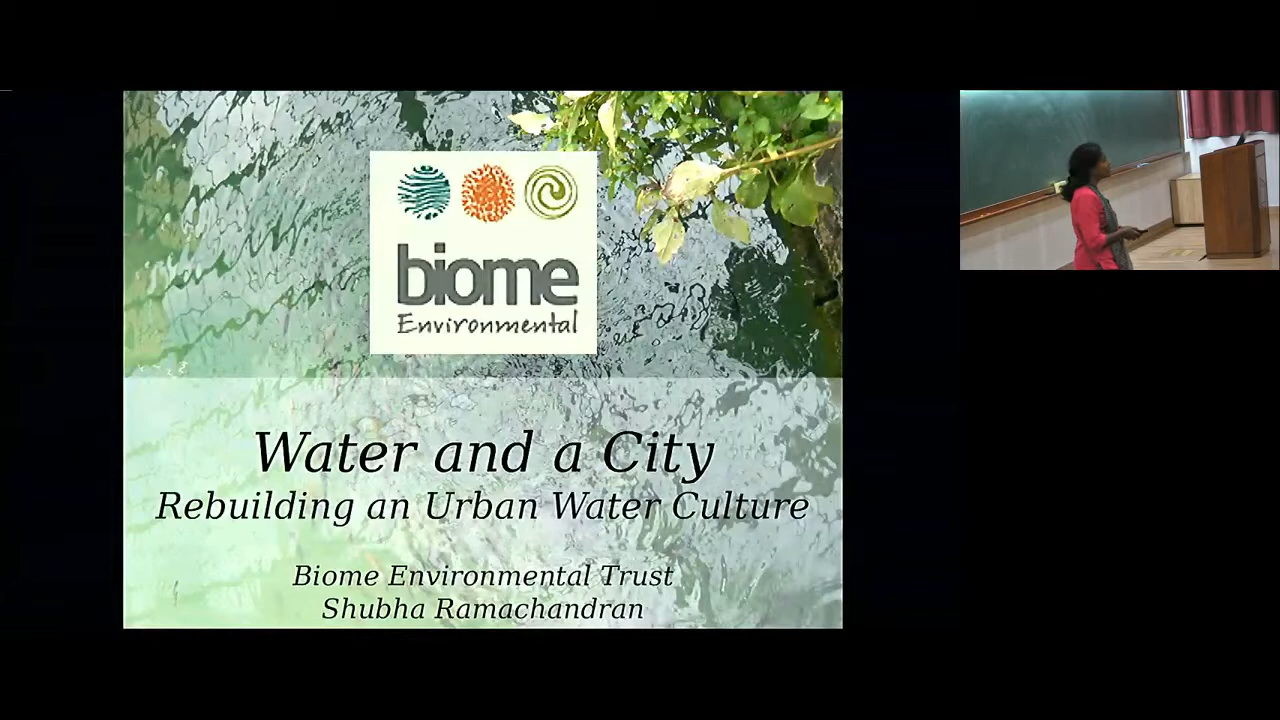 biome
Environmental
Water and a City
Rebuilding an Urban Water Culture
Biome Environmental Trust
Shubha Ramachandran